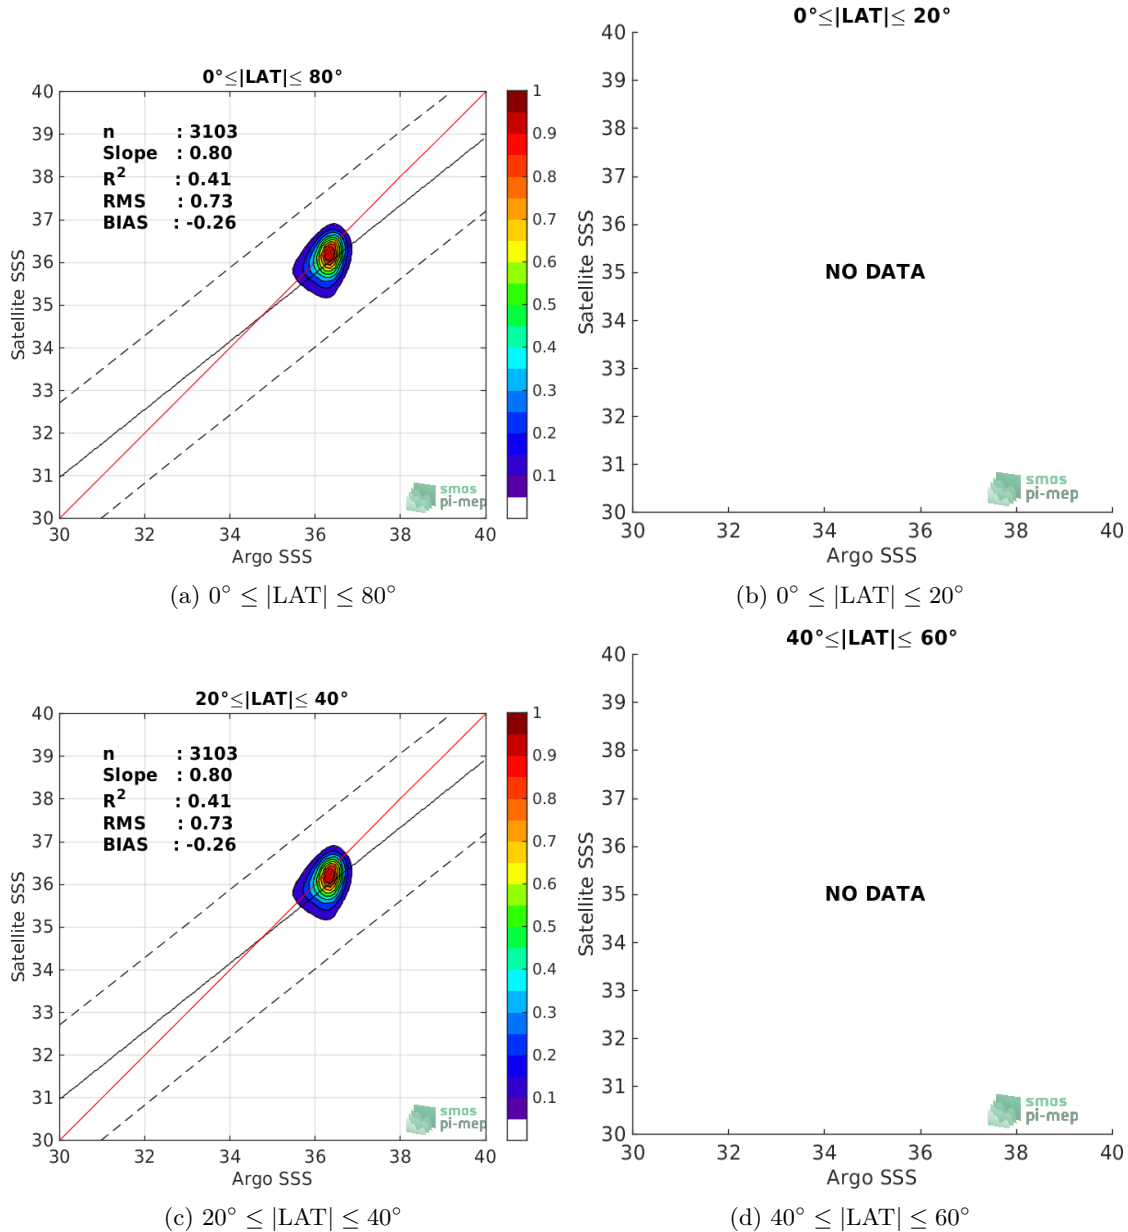 0°≤|LAT|≤ 80°
40
39
38
37
36
35
34
33
32
31
30
Satellite SSS
n : 3103
Slope : 0.80
R² : 0.41
RMS : 0.73
BIAS : -0.26
1
0.9
0.8
0.7
0.6
0.5
0.4
0.3
0.2
0.1
smos
pi-mep
30 32 34 36 38 40
Argo SSS
(a) 0° ≤ |LAT| ≤ 80°
0°≤|LAT|≤ 20°
40
39
38
37
36
35
34
33
32
31
30
Satellite SSS
NO DATA
smos
pi-mep
30 32 34 36 38 40
Argo SSS
(b) 0° ≤ |LAT| ≤ 20°
20°≤|LAT|≤ 40°
40
39
38
37
36
35
34
33
32
31
30
Satellite SSS
n : 3103
Slope : 0.80
R² : 0.41
RMS : 0.73
BIAS : -0.26
1
0.9
0.8
0.7
0.6
0.5
0.4
0.3
0.2
0.1
smos
pi-mep
30 32 34 36 38 40
Argo SSS
(c) 20° ≤ |LAT| ≤ 40°
40°≤|LAT|≤ 60°
40
39
38
37
36
35
34
33
32
31
30
Satellite SSS
NO DATA
smos
pi-mep
30 32 34 36 38 40
Argo SSS
(d) 40° ≤ |LAT| ≤ 60°